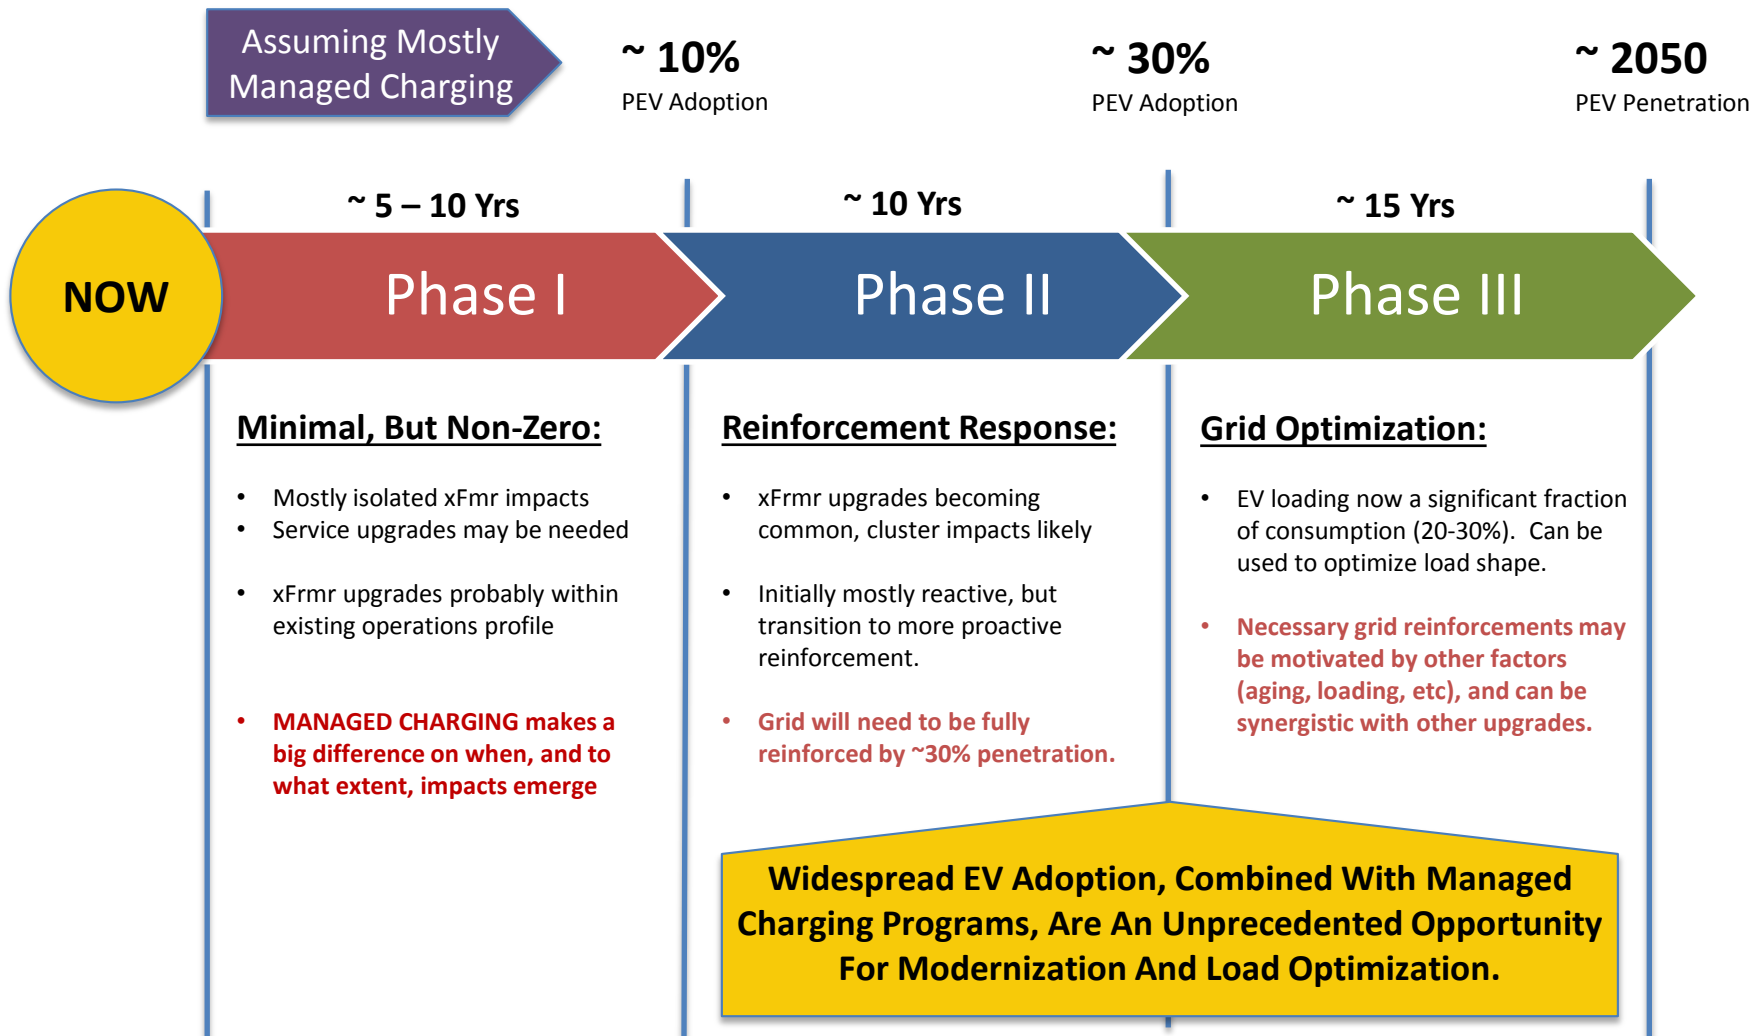 Assuming Mostly
Managed Charging
~ 10%
PEV Adoption
~ 30%
PEV Adoption
~ 2050
PEV Penetration
~ 5 – 10 Yrs
~ 10 Yrs
~ 15 Yrs
NOW
Phase I
Phase II
Phase III
Minimal, But Non-Zero:
• Mostly isolated xFmr impacts
• Service upgrades may be needed
• xFrmr upgrades probably within
existing operations profile
• MANAGED CHARGING makes a
big difference on when, and to
what extent, impacts emerge
Reinforcement Response:
• xFrmr upgrades becoming
common, cluster impacts likely
• Initially mostly reactive, but
transition to more proactive
reinforcement.
• Grid will need to be fully
reinforced by ~30% penetration.
Grid Optimization:
• EV loading now a significant fraction
of consumption (20-30%). Can be
used to optimize load shape.
• Necessary grid reinforcements may
be motivated by other factors
(aging, loading, etc), and can be
synergistic with other upgrades.
Widespread EV Adoption, Combined With Managed
Charging Programs, Are An Unprecedented Opportunity
For Modernization And Load Optimization.